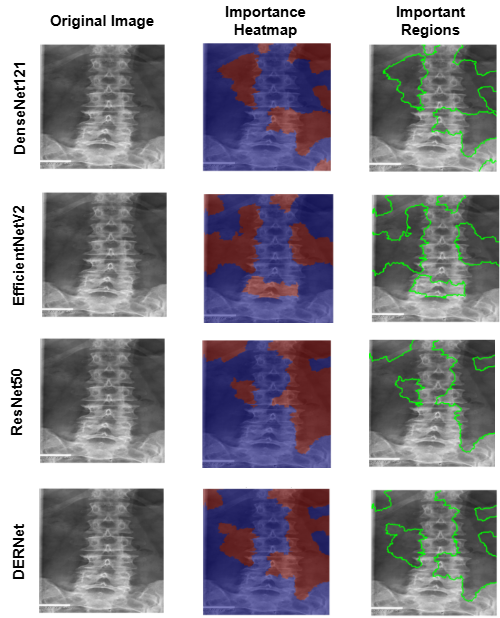 Original Image
Importance
Heatmap
Important
Regions
DenseNet121
EfficientNetV2
ResNet50
DERNet